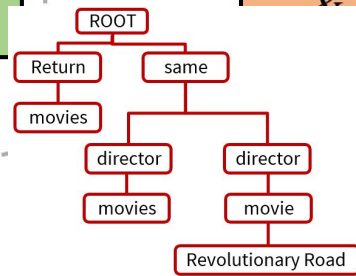 ROOT
Return
same
movies
director
director
movies
movie
Revolutionary Road